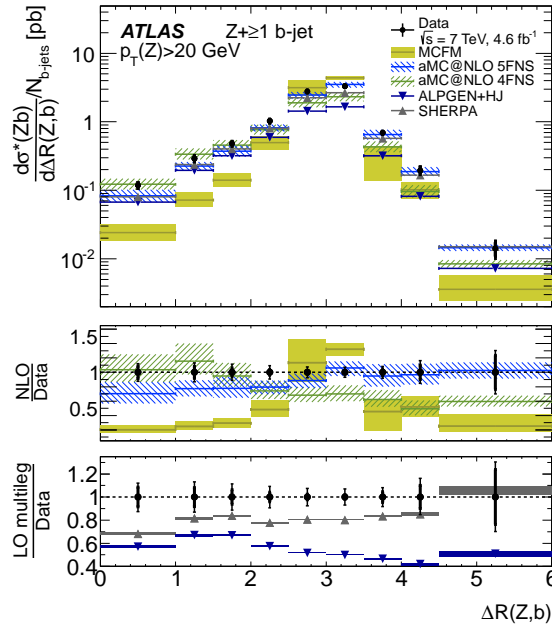 ATLAS Z+≥1 b-jet
p_T(Z)>20 GeV
Data
√s = 7 TeV, 4.6 fb⁻¹
MCFM
aMC@NLO 5FNS
aMC@NLO 4FNS
ALPGEN+HJ
SHERPA
dσ*(Zb)
dΔR(Z,b)
/N_b-jets [pb]
10
1
10⁻¹
10⁻²
NLO
Data
1.5
1
0.5
LO multileg
Data
1.2
1
0.8
0.6
0.4
0 1 2 3 4 5 6
ΔR(Z,b)